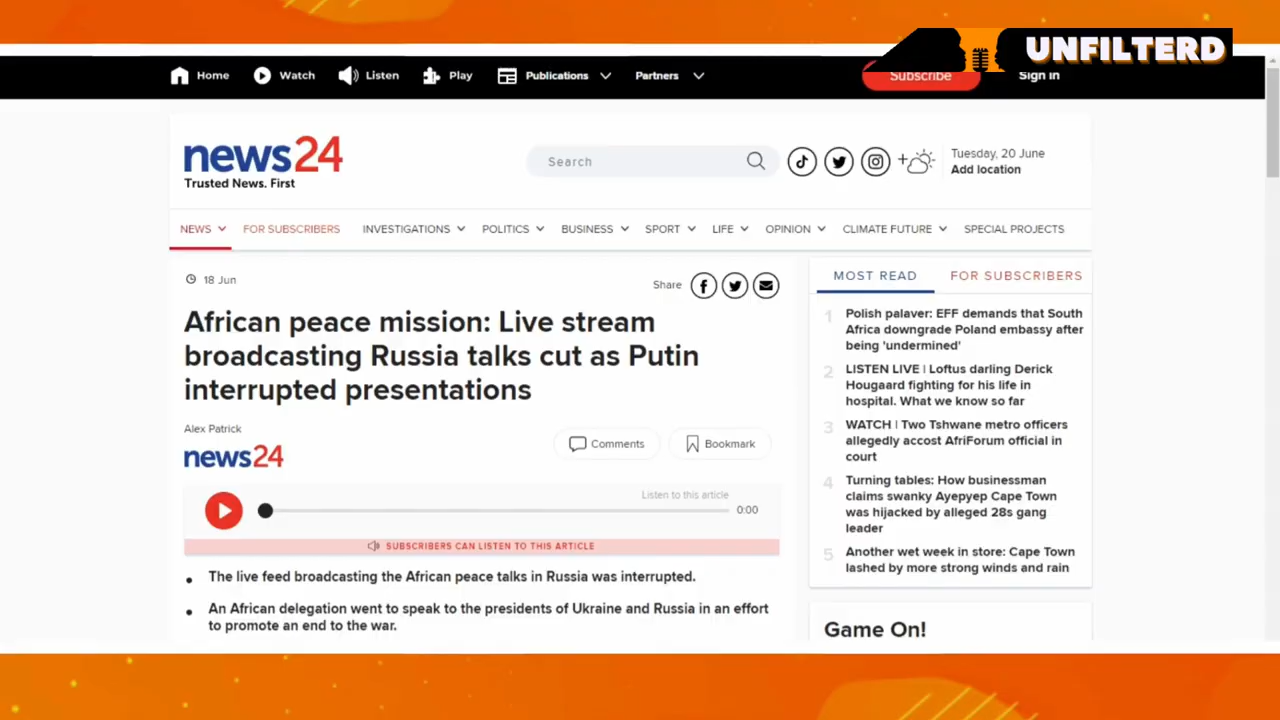 UNFILTERD
Home
Watch
Listen
Play
Publications
Partners
Subscribe
Sign In
news24
Trusted News. First
Search
Tuesday, 20 June
Add location
NEWS
FOR SUBSCRIBERS
INVESTIGATIONS
POLITICS
BUSINESS
SPORT
LIFE
OPINION
CLIMATE FUTURE
SPECIAL PROJECTS
18 Jun
Share
African peace mission: Live stream
broadcasting Russia talks cut as Putin
interrupted presentations
Alex Patrick
news24
Comments
Bookmark
Listen to this article
0:00
SUBSCRIBERS CAN LISTEN TO THIS ARTICLE
• The live feed broadcasting the African peace talks in Russia was interrupted.
• An African delegation went to speak to the presidents of Ukraine and Russia in an effort
to promote an end to the war.
MOST READ
FOR SUBSCRIBERS
1 Polish palaver: EFF demands that South
Africa downgrade Poland embassy after
being 'undermined'
2 LISTEN LIVE | Loftus darling Derick
Hougaard fighting for his life in
hospital. What we know so far
3 WATCH | Two Tshwane metro officers
allegedly accost AfriForum official in
court
4 Turning tables: How businessman
claims swanky Ayepyep Cape Town
was hijacked by alleged 28s gang
leader
5 Another wet week in store: Cape Town
lashed by more strong winds and rain
Game On!